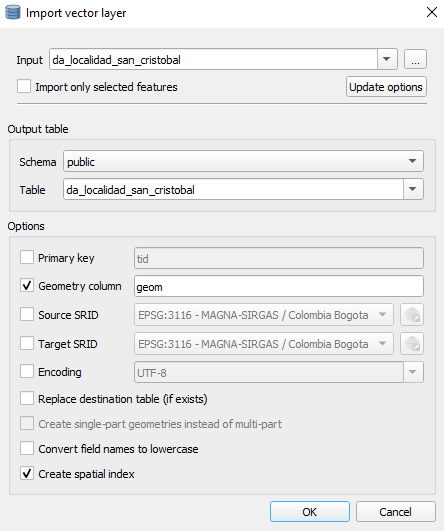 Import vector layer
Input da_localidad_san_cristobal ...
Import only selected features Update options
Output table
Schema public
Table da_localidad_san_cristobal
Options
Primary key tid
Geometry column geom
Source SRID EPSG:3116 - MAGNA-SIRGAS / Colombia Bogota
Target SRID EPSG:3116 - MAGNA-SIRGAS / Colombia Bogota
Encoding UTF-8
Replace destination table (if exists)
Create single-part geometries instead of multi-part
Convert field names to lowercase
Create spatial index
OK Cancel